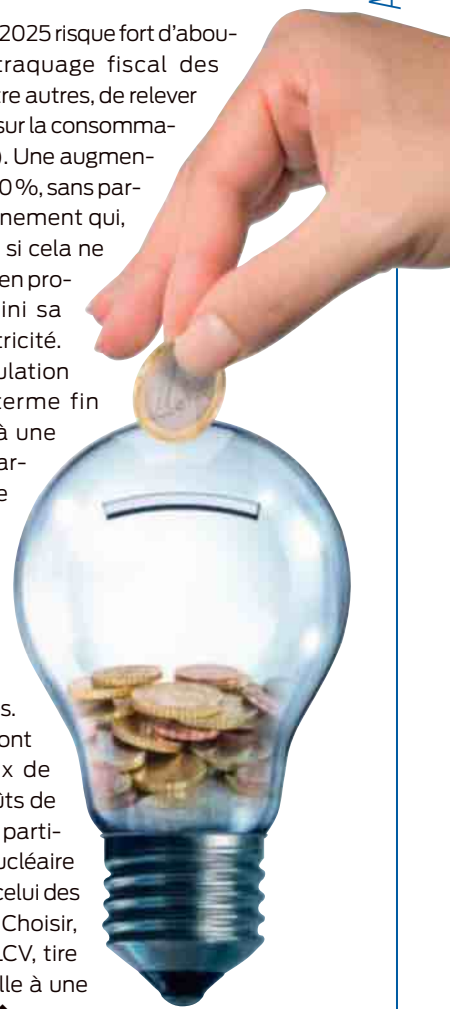 2025 risque fort d'abou-
traquage fiscal des
tre autres, de relever
sur la consomma-
). Une augmen-
0 %, sans par-
nement qui,
si cela ne
en pro-
ini sa
tricité.
ulation
terme fin
à une
ar-
e
s.
ont
x de
ûts de
parti-
ucléaire
celui des
Choisir,
LCV, tire
elle à une